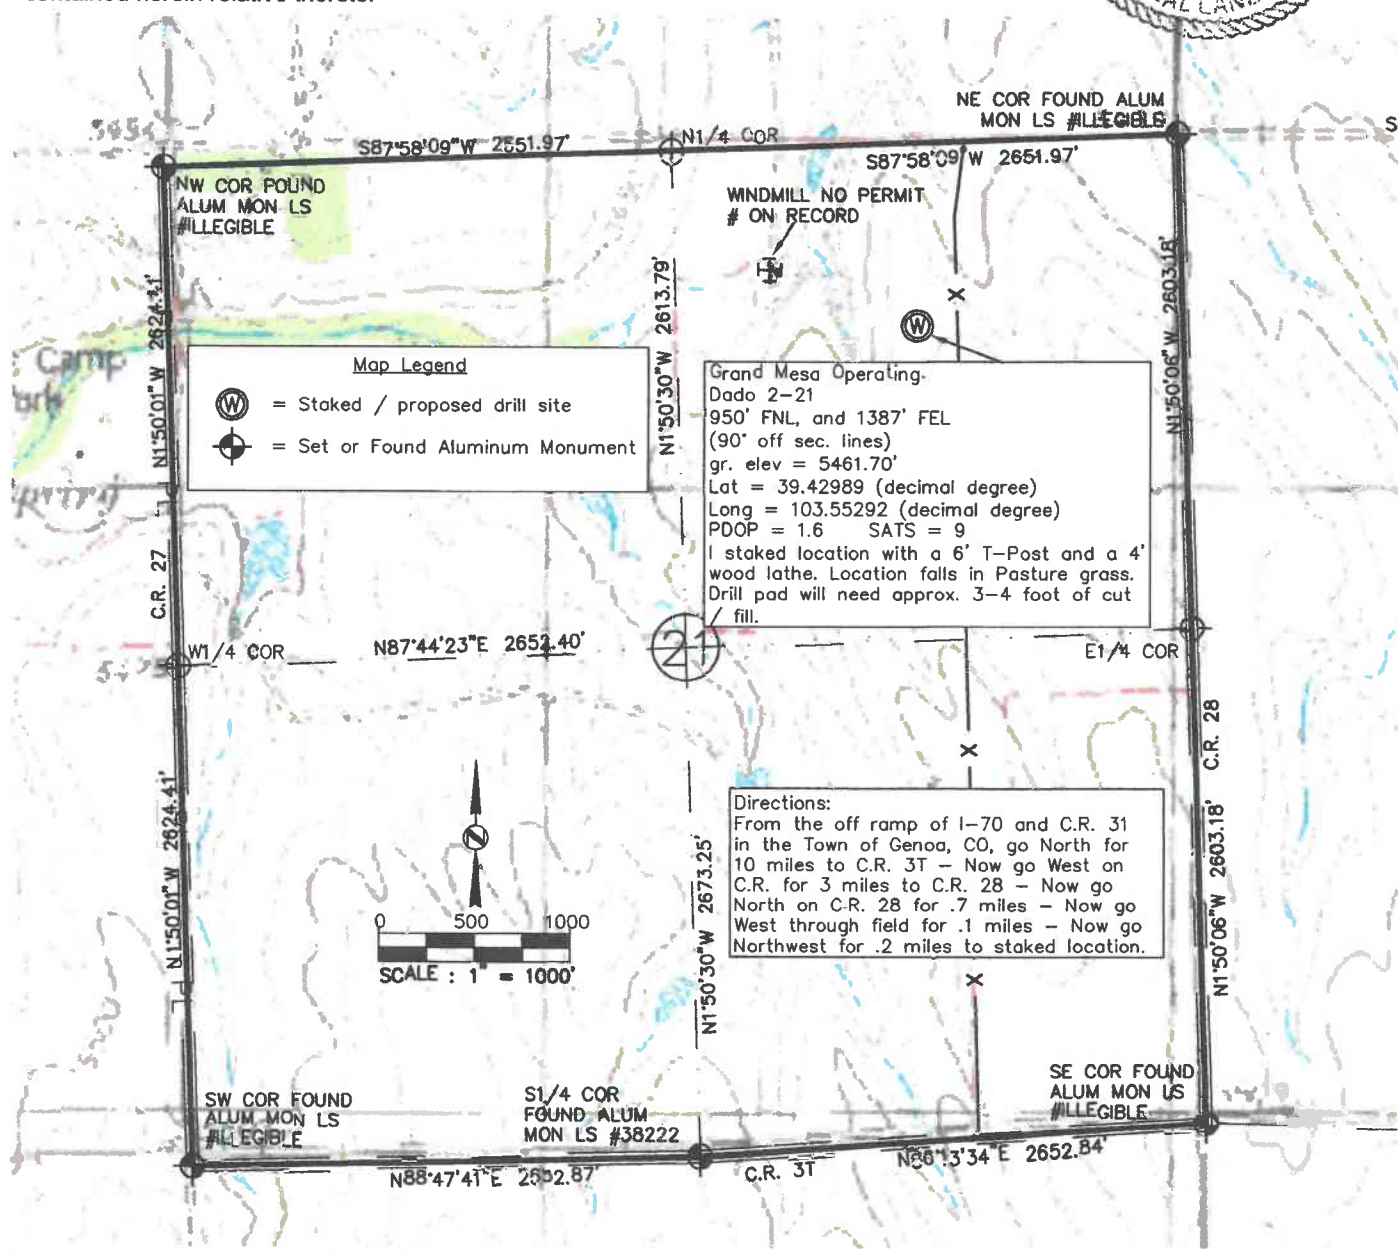 NE COR FOUND ALUM
MON LS #ILLEGIBLE
S87°58'09"W 2651.97'
N1/4 COR
S87°58'09"W 2651.97'
NW COR FOUND
ALUM MON LS
#ILLEGIBLE
WINDMILL NO PERMIT
# ON RECORD
N1°50'01"W 2624.41'
N1°50'30"W 2613.79'
N1°50'06"W 2603.18'
X
W
Camp
Map Legend
W = Staked / proposed drill site
= Set or Found Aluminum Monument
Grand Mesa Operating.
Dado 2-21
950' FNL, and 1387' FEL
(90° off sec. lines)
gr. elev = 5461.70'
Lat = 39.42989 (decimal degree)
Long = 103.55292 (decimal degree)
PDOP = 1.6 SATS = 9
I staked location with a 6' T-Post and a 4'
wood lathe. Location falls in Pasture grass.
Drill pad will need approx. 3-4 foot of cut
/ fill.
C.R. 27
W1/4 COR
N87°44'23"E 2652.40'
21
E1/4 COR
C.R. 28
X
N1°50'01"W 2624.41'
N
0 500 1000
SCALE : 1" = 1000'
N1°50'30"W 2673.25'
Directions:
From the off ramp of I-70 and C.R. 31
in the Town of Genoa, CO, go North for
10 miles to C.R. 3T - Now go West on
C.R. for 3 miles to C.R. 28 - Now go
North on C.R. 28 for .7 miles - Now go
West through field for .1 miles - Now go
Northwest for .2 miles to staked location.
N1°50'06"W 2603.18'
X
SW COR FOUND
ALUM MON LS
#ILLEGIBLE
S1/4 COR
FOUND ALUM
MON LS #38222
SE COR FOUND
ALUM MON LS
#ILLEGIBLE
N88°47'41"E 2652.87'
C.R. 3T
2652.84'